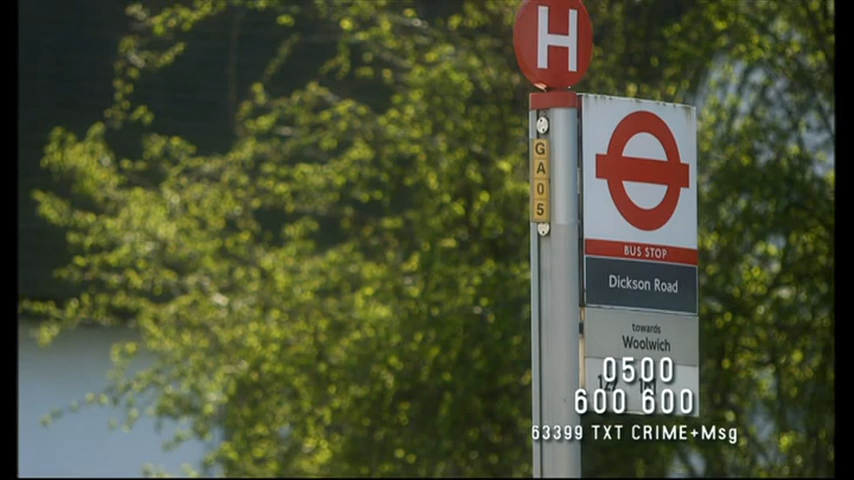 H
GA05
BUS STOP
Dickson Road
towards
Woolwich
0500
600 600
63399 TXT CRIME+Msg